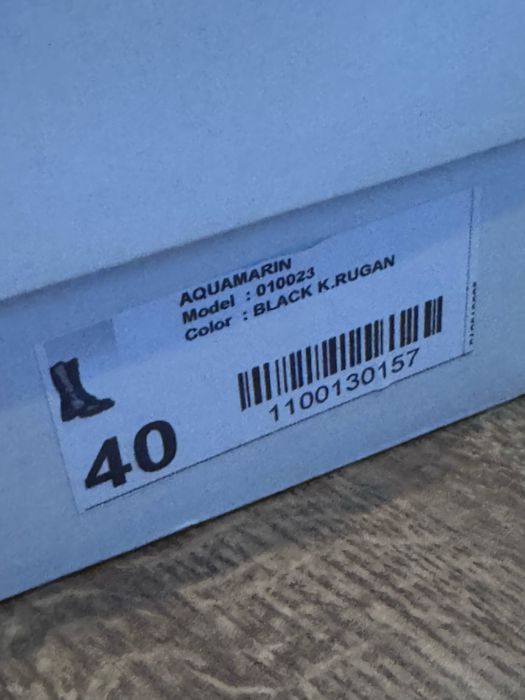 AQUAMARIN
Model : 010023
Color : BLACK K.RUGAN
1100130157
40